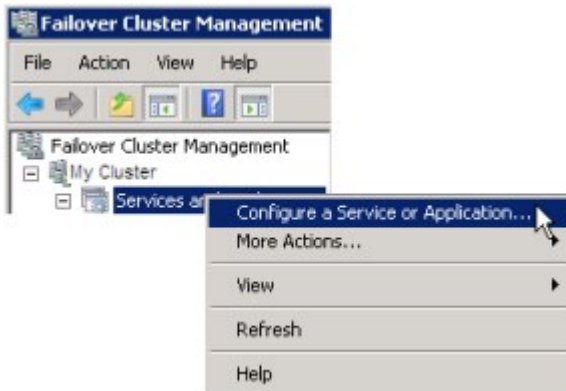 Failover Cluster Management
File Action View Help
Failover Cluster Management
My Cluster
Services a
Configure a Service or Application...
More Actions...
View
Refresh
Help